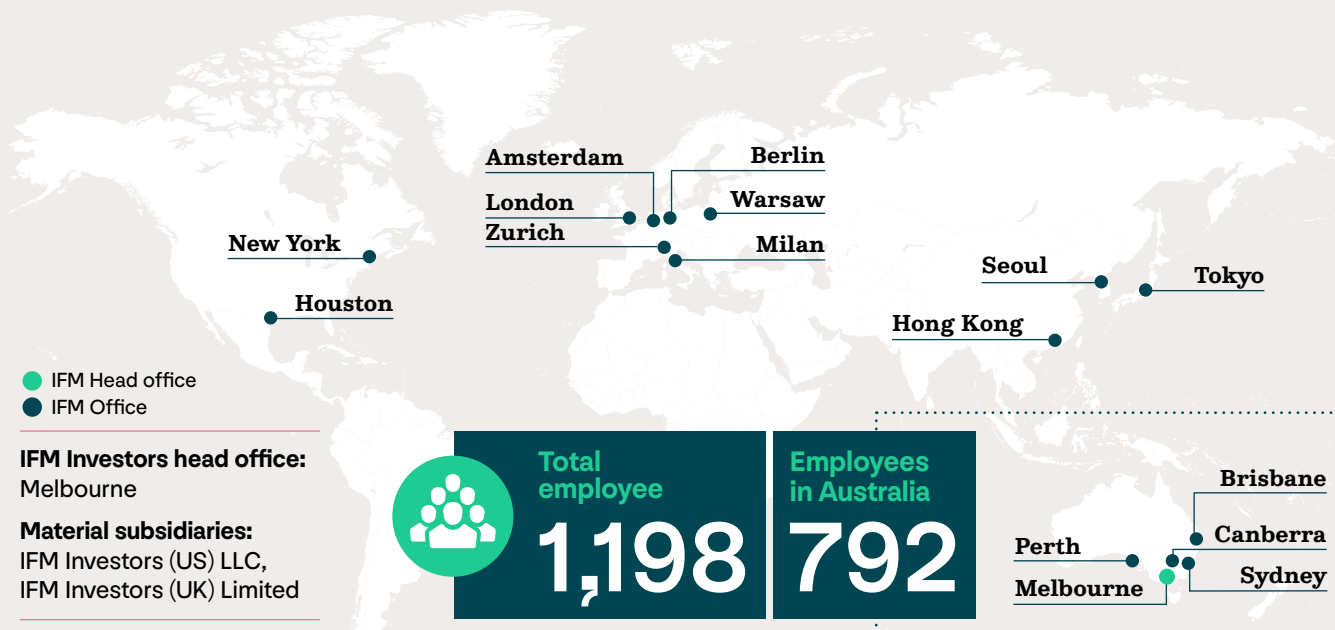 Amsterdam
Berlin
London
Warsaw
Zurich
Milan
New York
Houston
Seoul
Tokyo
Hong Kong
IFM Head office
IFM Office
IFM Investors head office:
Melbourne
Material subsidiaries:
IFM Investors (US) LLC,
IFM Investors (UK) Limited
Total
employee
1,198
Employees
in Australia
792
Brisbane
Canberra
Perth
Sydney
Melbourne